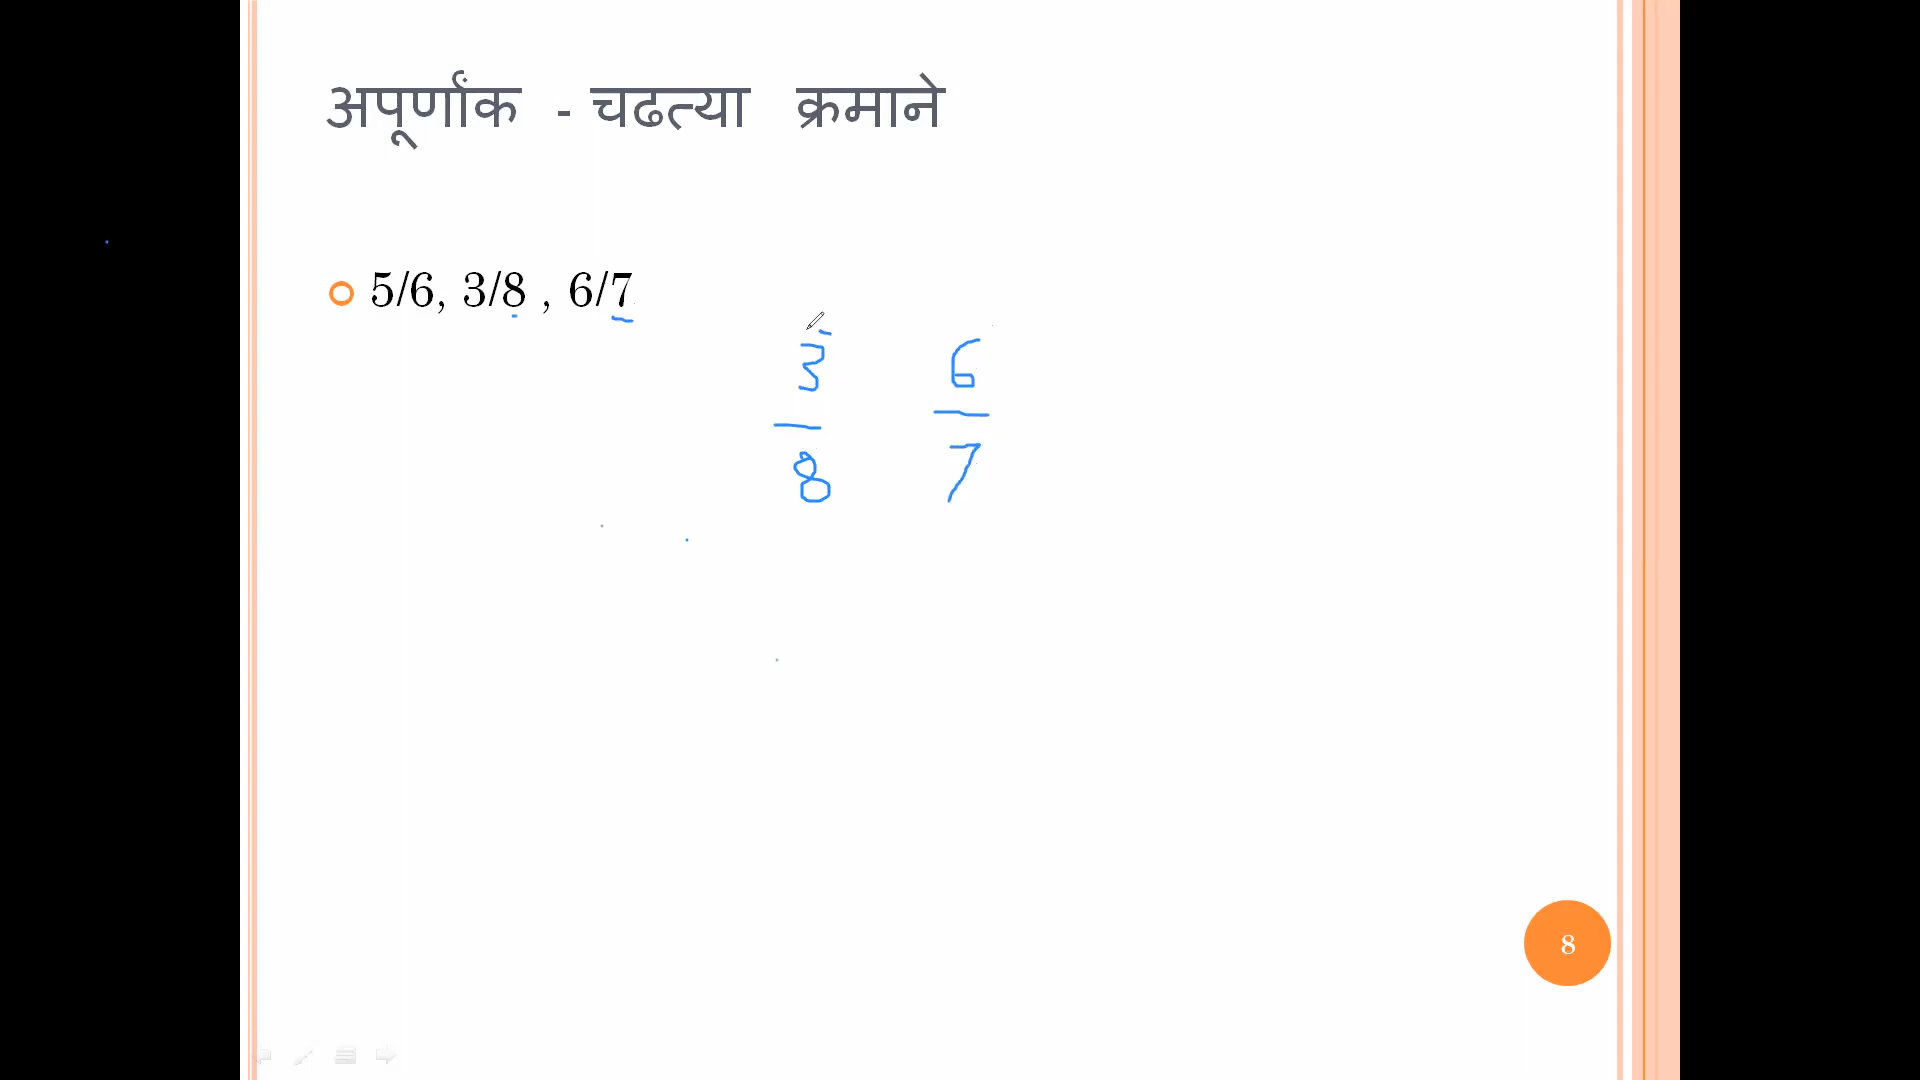 अपूर्णांक - चढत्या क्रमाने
5/6, 3/8 , 6/7
3 6
8 7
8